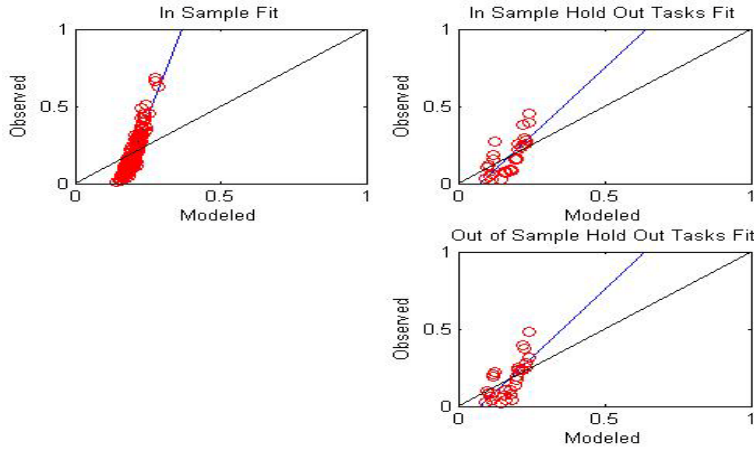 In Sample Fit
1
0.5
0
Observed
0
0.5
1
Modeled
In Sample Hold Out Tasks Fit
1
0.5
0
Observed
0
0.5
1
Modeled
Out of Sample Hold Out Tasks Fit
1
0.5
0
Observed
0
0.5
1
Modeled